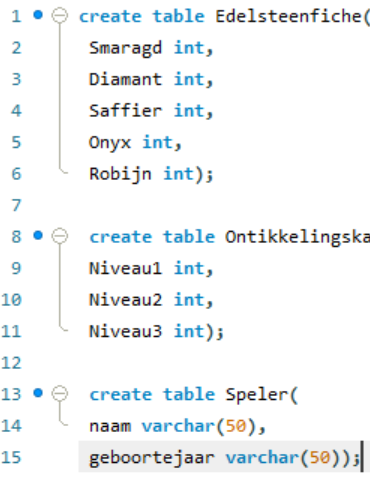 1 create table Edelsteenfiche(
2 Smaragd int,
3 Diamant int,
4 Saffier int,
5 Onyx int,
6 Robijn int);
7
8 create table Ontikkelingska
9 Niveau1 int,
10 Niveau2 int,
11 Niveau3 int);
12
13 create table Speler(
14 naam varchar(50),
15 geboortejaar varchar(50));